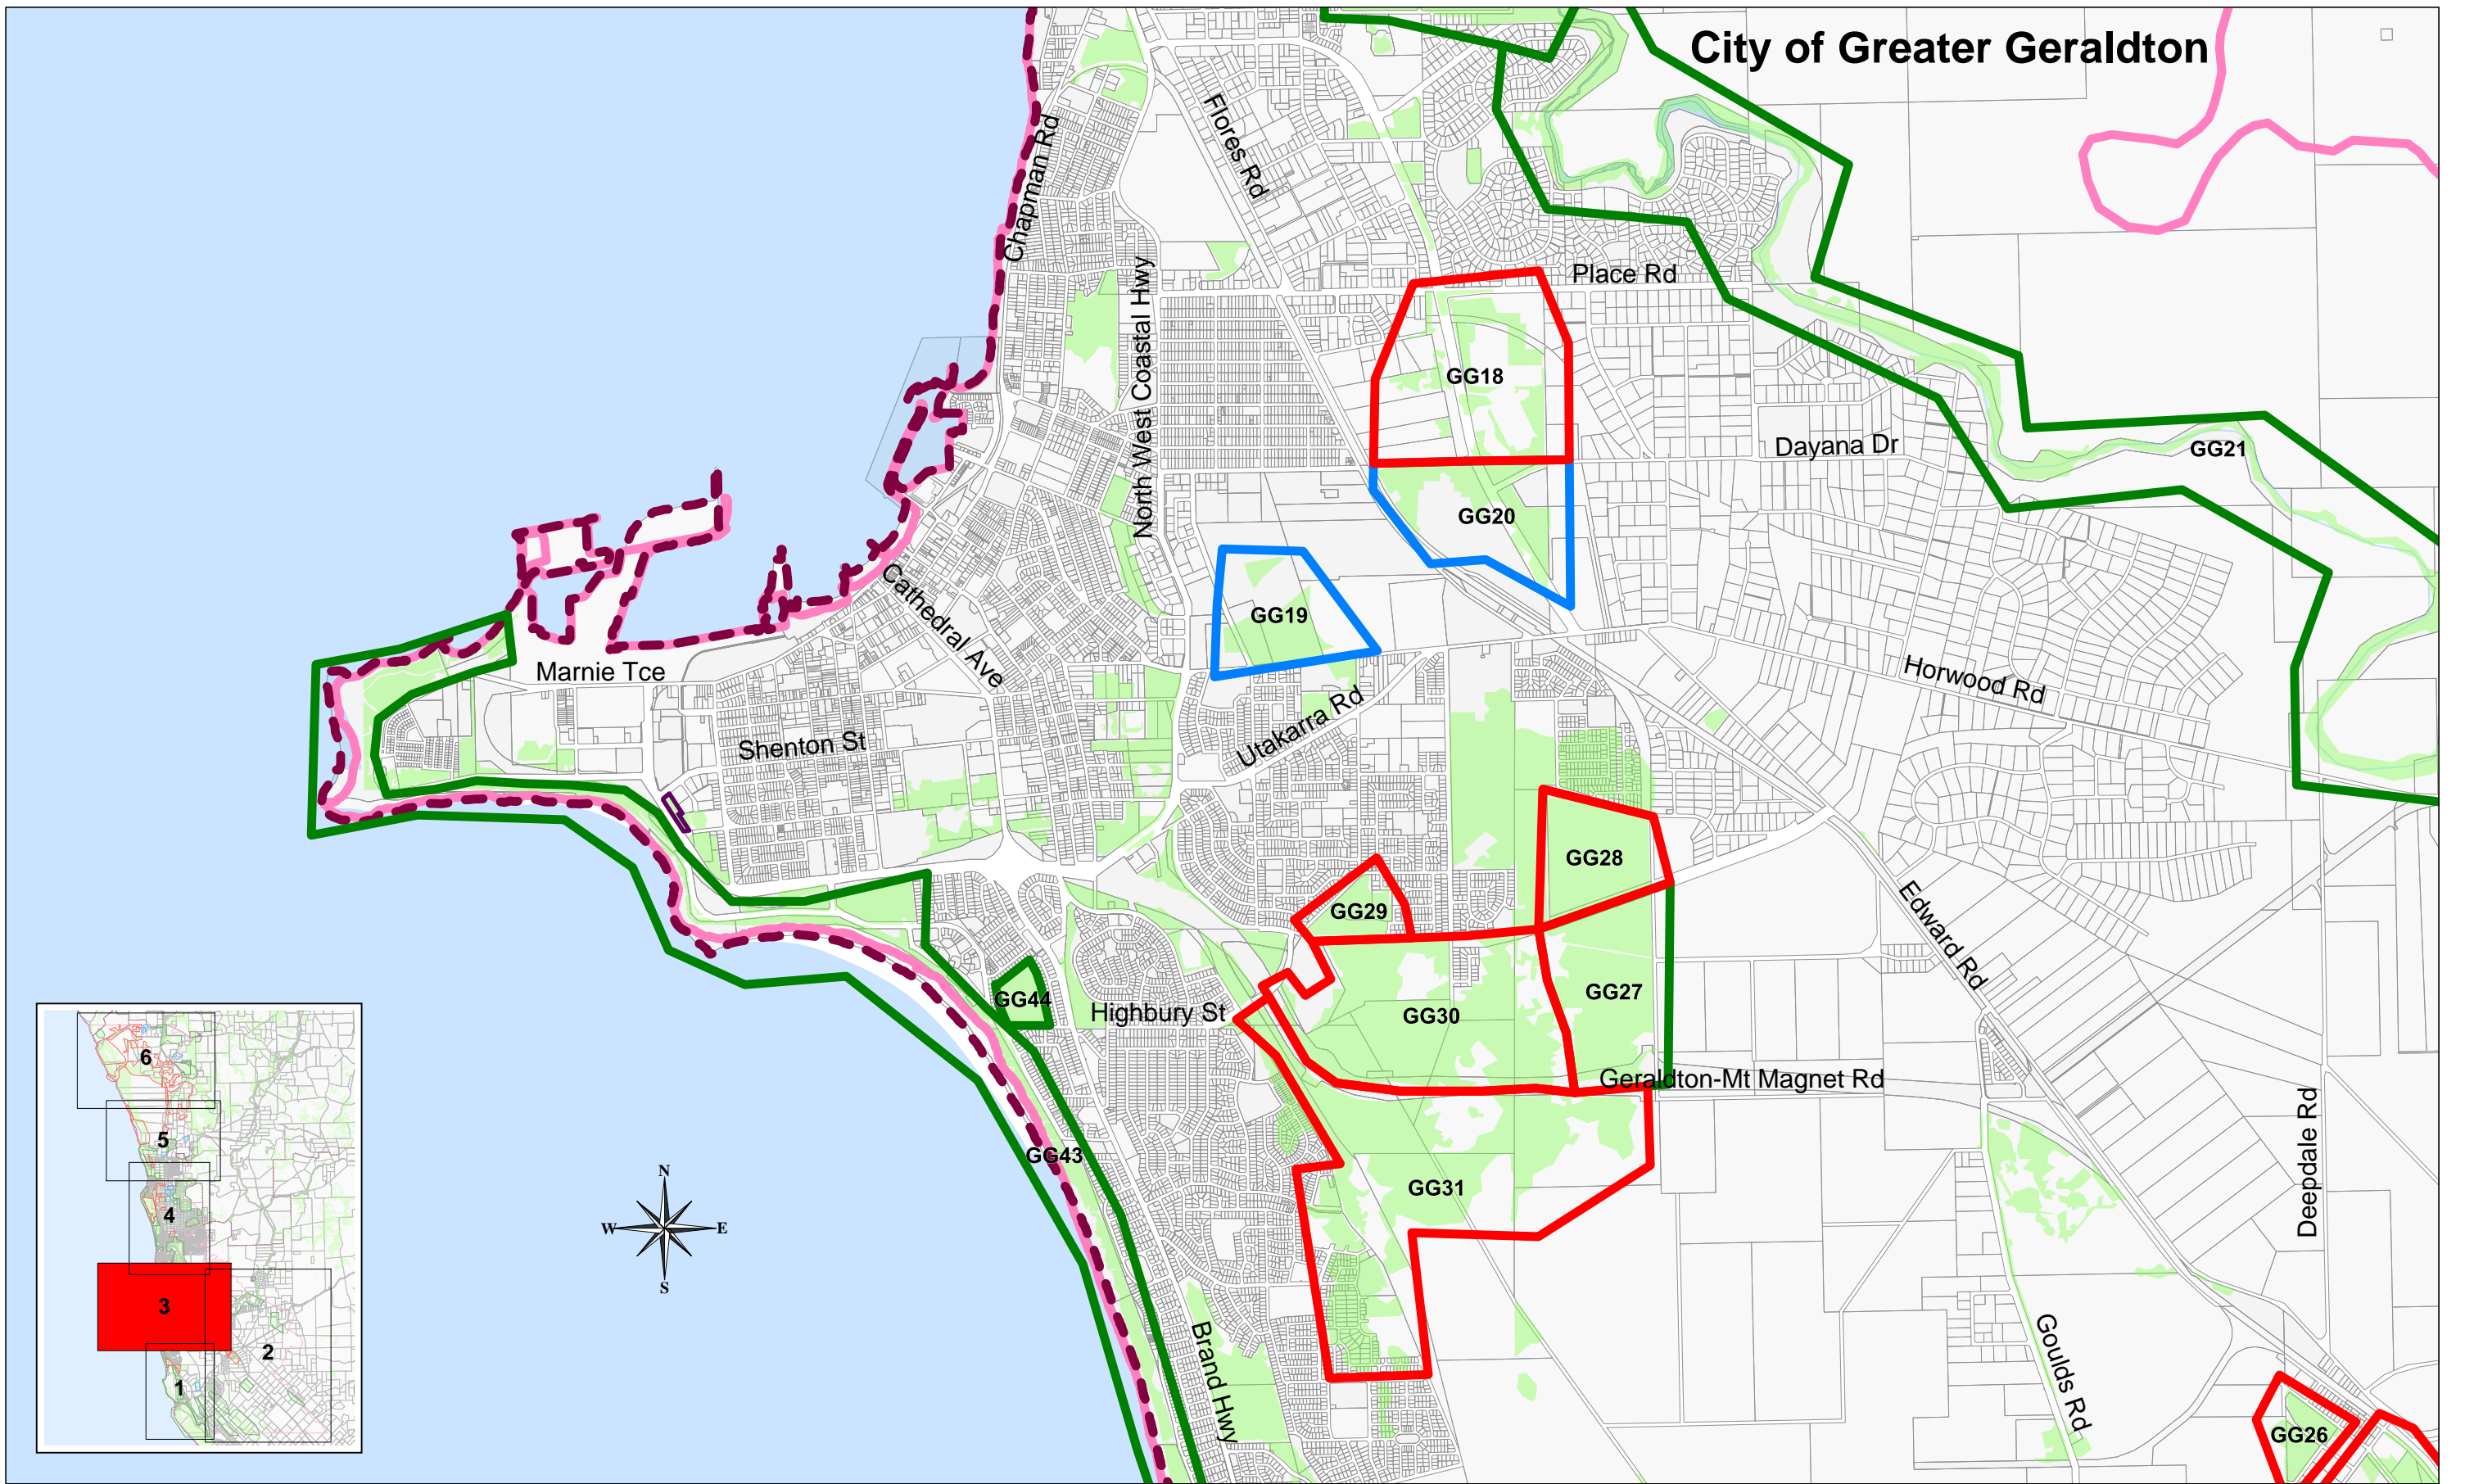 City of Greater Geraldton
Chapman Rd
Flores Rd
North West Coastal Hwy
Place Rd
GG18
Dayana Dr
GG21
GG20
Cathedral Ave
GG19
Marnie Tce
Horwood Rd
Utakarra Rd
Shenton St
GG28
Edward Rd
GG29
GG44
Highbury St
GG30
GG27
Geraldton-Mt Magnet Rd
GG43
GG31
Deepdale Rd
Brand Hwy
Goulds Rd
GG26
N
W
E
S
6
5
4
3
2
1